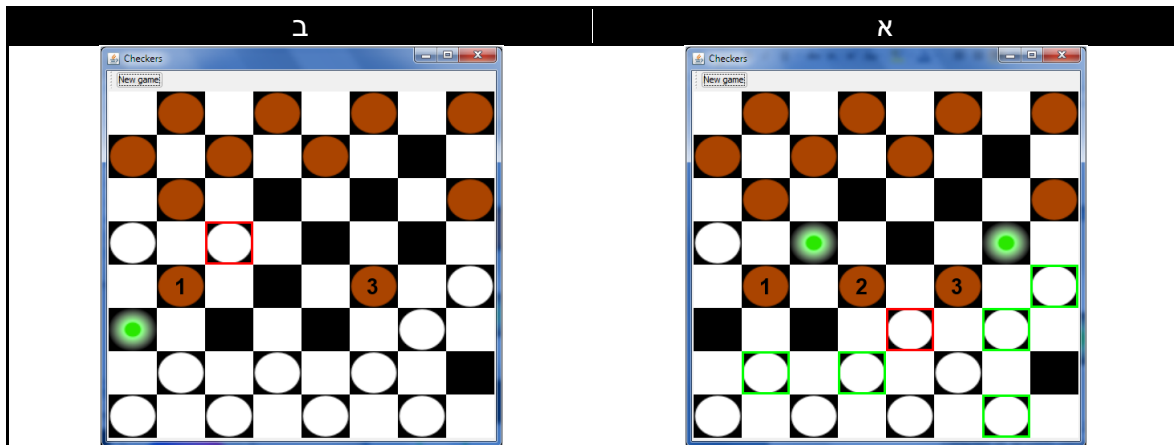 א
ב
Checkers
New game
1 2 3
Checkers
New game
1 3